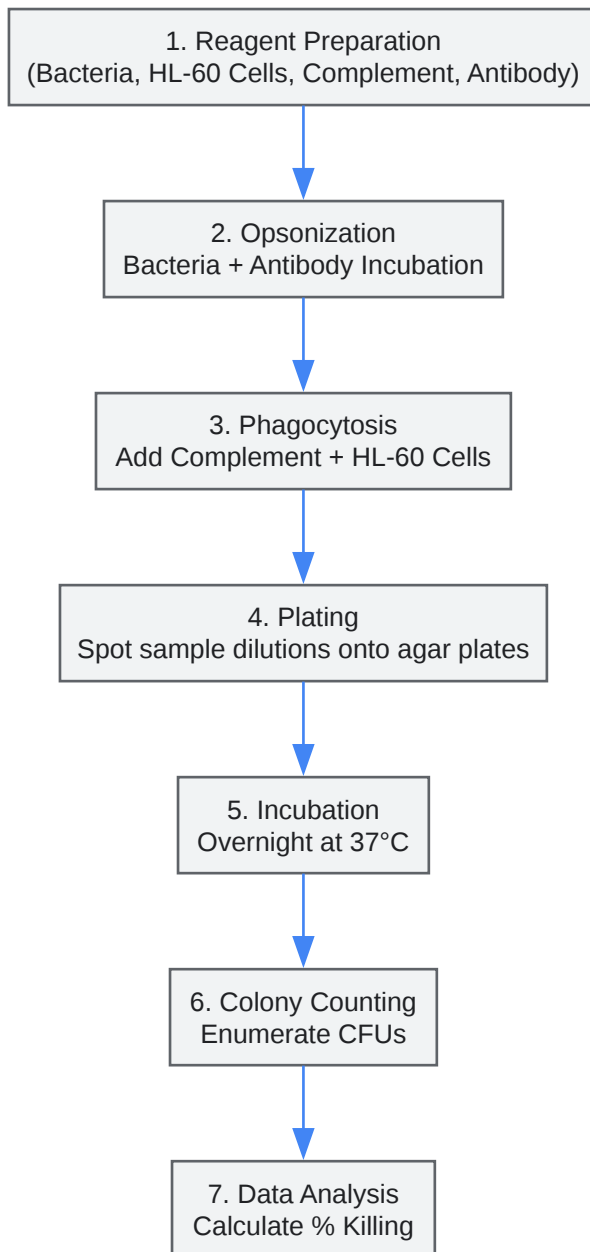 1. Reagent Preparation
(Bacteria, HL-60 Cells, Complement, Antibody)
2. Opsonization
Bacteria + Antibody Incubation
3. Phagocytosis
Add Complement + HL-60 Cells
4. Plating
Spot sample dilutions onto agar plates
5. Incubation
Overnight at 37°C
6. Colony Counting
Enumerate CFUs
7. Data Analysis
Calculate % Killing